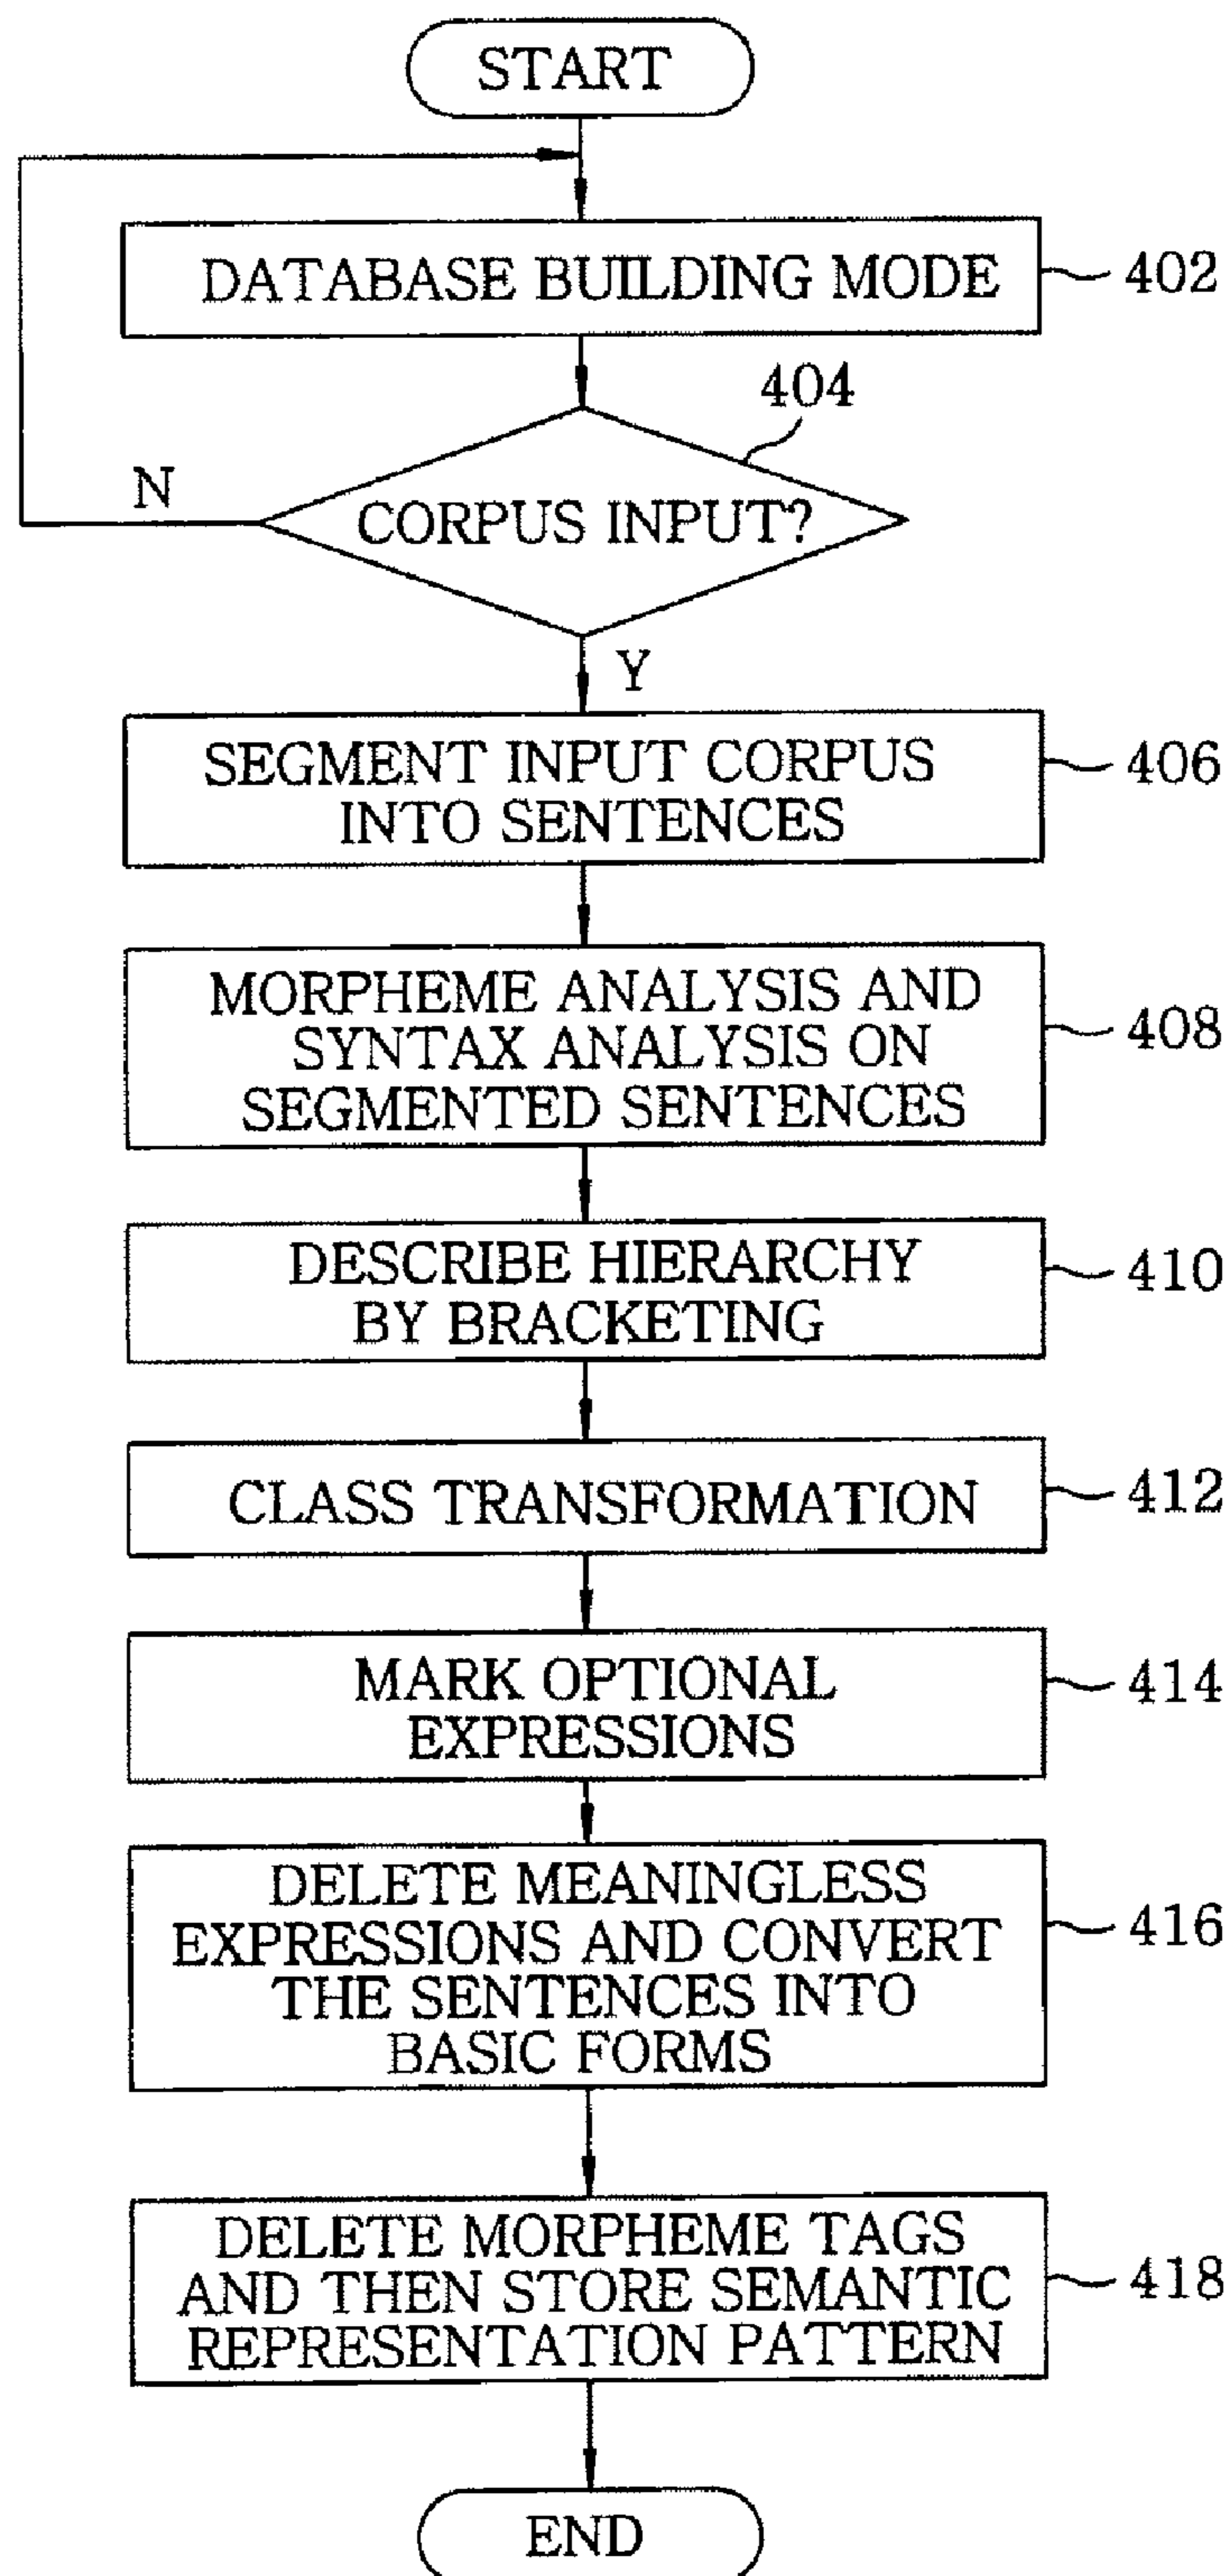 START
DATABASE BUILDING MODE
402
404
N
CORPUS INPUT?
Y
SEGMENT INPUT CORPUS
INTO SENTENCES
406
MORPHEME ANALYSIS AND
SYNTAX ANALYSIS ON
SEGMENTED SENTENCES
408
DESCRIBE HIERARCHY
BY BRACKETING
410
CLASS TRANSFORMATION
412
MARK OPTIONAL
EXPRESSIONS
414
DELETE MEANINGLESS
EXPRESSIONS AND CONVERT
THE SENTENCES INTO
BASIC FORMS
416
DELETE MORPHEME TAGS
AND THEN STORE SEMANTIC
REPRESENTATION PATTERN
418
END